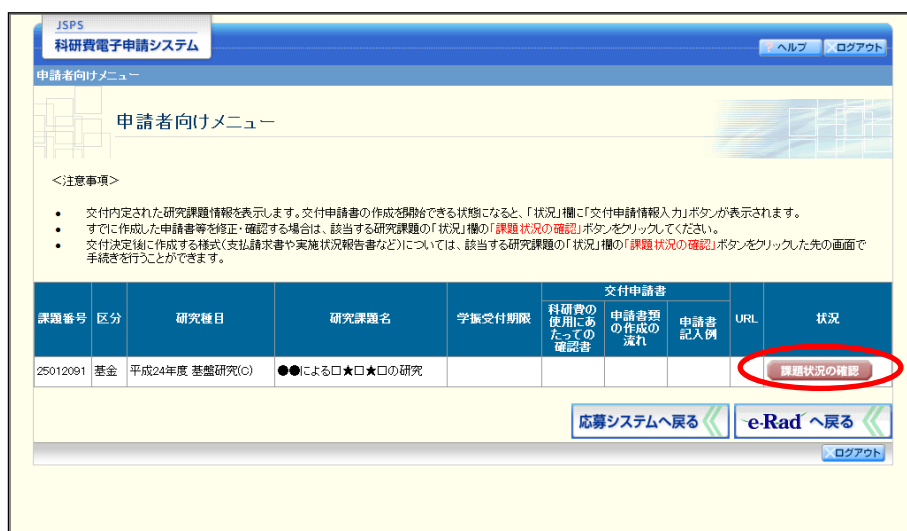 JSPS
科研費電子申請システム
? ヘルプ
ログアウト
申請者向けメニュー
申請者向けメニュー
＜注意事項＞
● 交付内定された研究課題情報を表示します。交付申請書の作成を開始できる状態になると、「状況」欄に「交付申請情報入力」ボタンが表示されます。
● すでに作成した申請書等を修正・確認する場合は、該当する研究課題の「状況」欄の「課題状況の確認」ボタンをクリックしてください。
● 交付決定後に作成する様式(支払請求書や実施状況報告書など)については、該当する研究課題の「状況」欄の「課題状況の確認」ボタンをクリックした先の画面で
手続きを行うことができます。
交付申請書
課題番号 区分 研究種目 研究課題名 学振受付期限
科研費の
使用にあ
たっての
確認書
申請書類
の作成の
流れ
申請書
記入例
URL 状況
25012091 基金 平成24年度 基盤研究(C) ●●による□★□★□の研究 課題状況の確認
応募システムへ戻る
e-Rad へ戻る
ログアウト